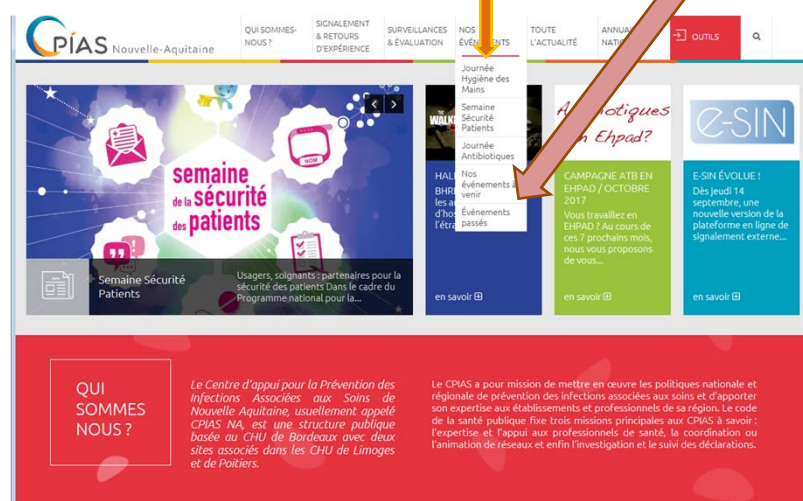 CPÍAS Nouvelle-Aquitaine
QUI SOMMES-
NOUS ?
SIGNALEMENT
& RETOURS
D'EXPÉRIENCE
SURVEILLANCES
& ÉVALUATION
NOS
ÉVÉNEMENTS
TOUTE
L'ACTUALITÉ
ANNUAI
NATIO
OUTILS
Journée
Hygiène des
Mains
Semaine
Sécurité
Patients
Journée
Antibiotiques
Nos
événements à
venir
Événements
passés
semaine
de la sécurité
des patients
NOM
Semaine Sécurité
Patients
Usagers, soignants : partenaires pour la
sécurité des patients Dans le cadre du
Programme national pour la...
THE
WALK
HAL
BHR
les a
d'hos
l'étra
en savoir
A otiques
n Ehpad?
CAMPAGNE ATB EN
EHPAD / OCTOBRE
2017
Vous travaillez en
EHPAD ? Au cours de
ces 7 prochains mois,
nous vous proposons
de vous...
en savoir
e-SIN
E-SIN ÉVOLUE !
Dès jeudi 14
septembre, une
nouvelle version de la
plateforme en ligne de
signalement externe...
en savoir
QUI
SOMMES
NOUS ?
Le Centre d'appui pour la Prévention des
Infections Associées aux Soins de
Nouvelle Aquitaine, usuellement appelé
CPIAS NA, est une structure publique
basée au CHU de Bordeaux avec deux
sites associés dans les CHU de Limoges
et de Poitiers.
Le CPIAS a pour mission de mettre en œuvre les politiques nationale et
régionale de prévention des infections associées aux soins et d'apporter
son expertise aux établissements et professionnels de sa région. Le code
de la santé publique fixe trois missions principales aux CPIAS à savoir :
l'expertise et l'appui aux professionnels de santé, la coordination ou
l'animation de réseaux et enfin l'investigation et le suivi des déclarations.